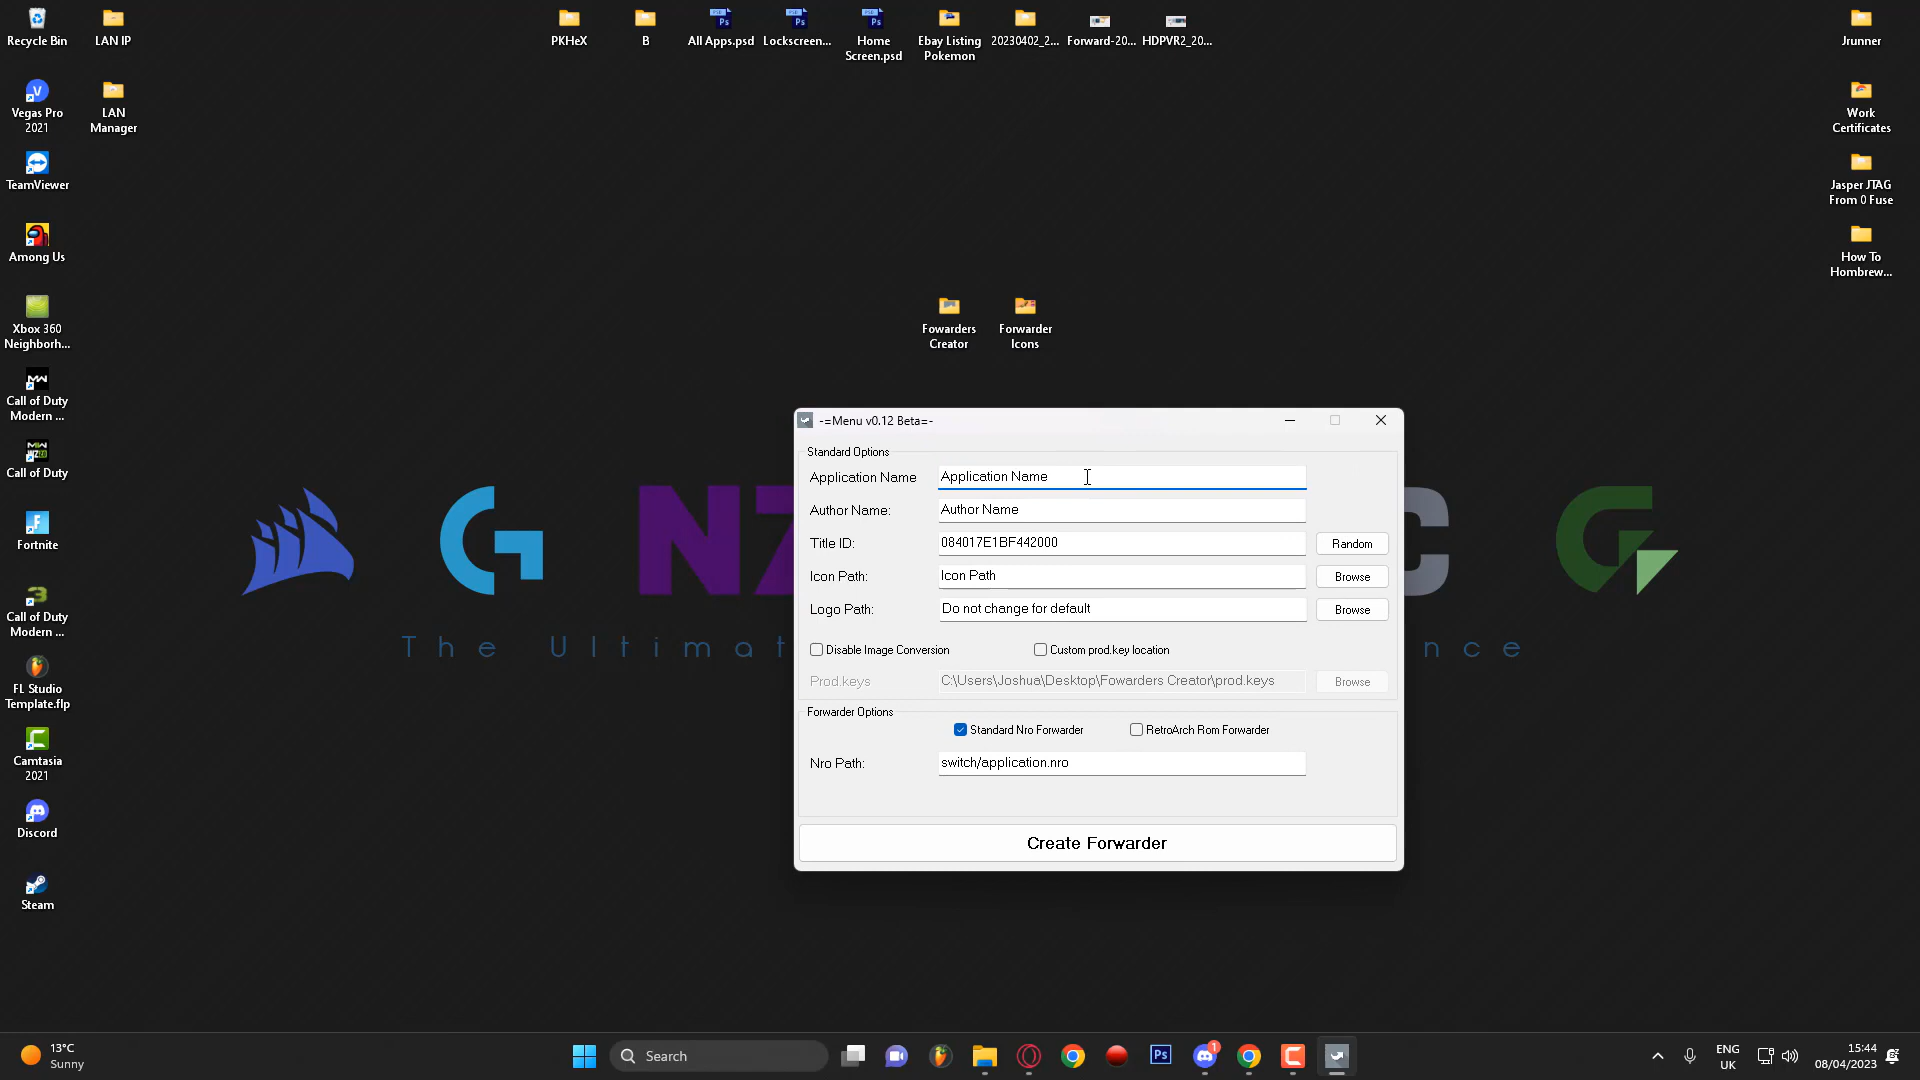 Recycle Bin
LAN IP
PKHeX
B
All Apps.psd
Lockscreen...
Home
Screen.psd
Ebay Listing
Pokemon
20230402_2...
Forward-20...
HDPVR2_20...
Jrunner
Vegas Pro
2021
LAN
Manager
Work
Certificates
TeamViewer
Jasper JTAG
From 0 Fuse
Among Us
How To
Hombrew...
Xbox 360
Neighborh...
Fowarders
Creator
Forwarder
Icons
Call of Duty
Modern ...
Call of Duty
Fortnite
Call of Duty
Modern ...
FL Studio
Template.flp
Camtasia
2021
Discord
Steam
-=Menu v0.12 Beta=-
Standard Options
Application Name
Application Name
Author Name:
Author Name
Title ID:
084017E1BF442000
Random
Icon Path:
Icon Path
Browse
Logo Path:
Do not change for default
Browse
Disable Image Conversion
Custom prod.key location
Prod.keys
C:\Users\Joshua\Desktop\Fowarders Creator\prod.keys
Browse
Forwarder Options
Standard Nro Forwarder
RetroArch Rom Forwarder
Nro Path:
switch/application.nro
Create Forwarder
13°C
Sunny
Search
Ps
1
ENG
UK
15:44
08/04/2023